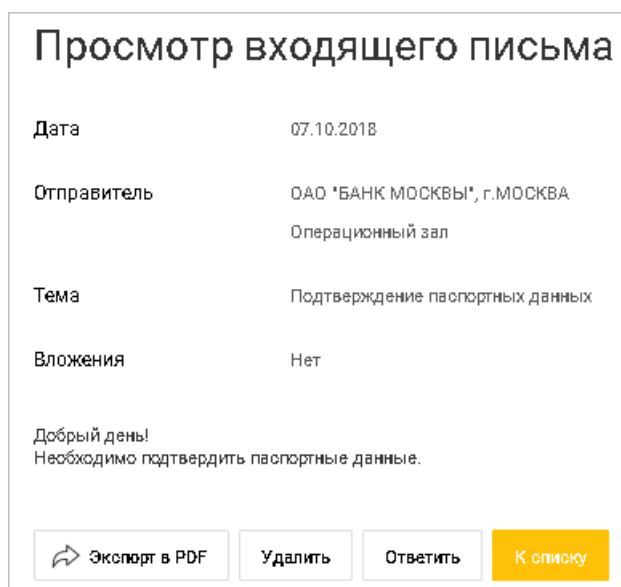 Просмотр входящего письма
Дата 07.10.2018
Отправитель ОАО "БАНК МОСКВЫ", г.МОСКВА
Операционный зал
Тема Подтверждение паспортных данных
Вложения Нет
Добрый день!
Необходимо подтвердить паспортные данные.
Экспорт в PDF Удалить Ответить К списку